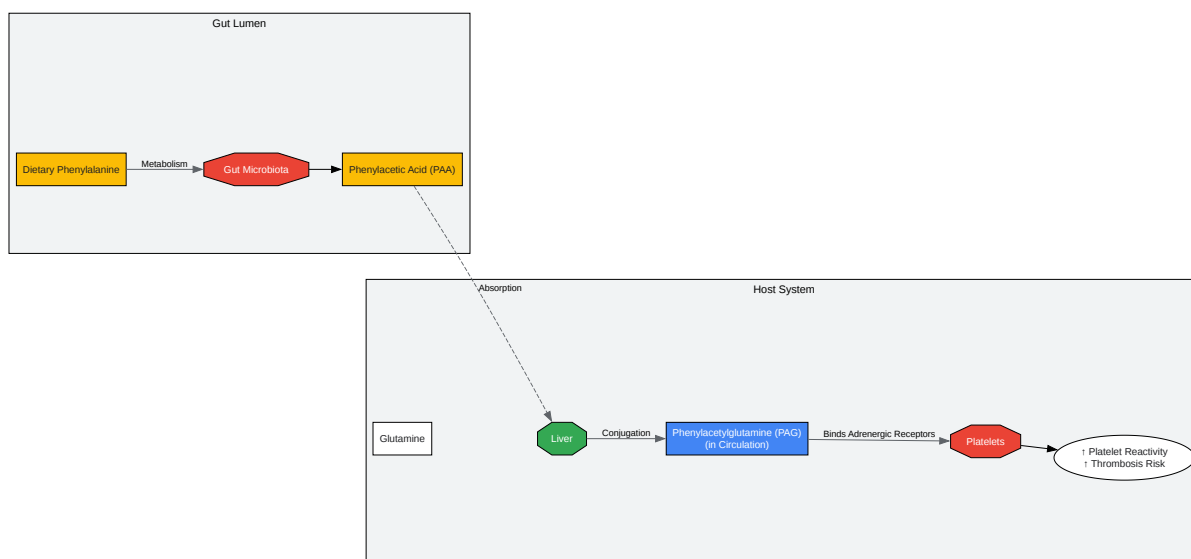 Gut Lumen
Dietary Phenylalanine
Metabolism
Gut Microbiota
Phenylacetic Acid (PAA)
Absorption
Host System
Glutamine
Liver
Conjugation
Phenylacetylglutamine (PAG)
(in Circulation)
Binds Adrenergic Receptors
Platelets
↑ Platelet Reactivity
↑ Thrombosis Risk